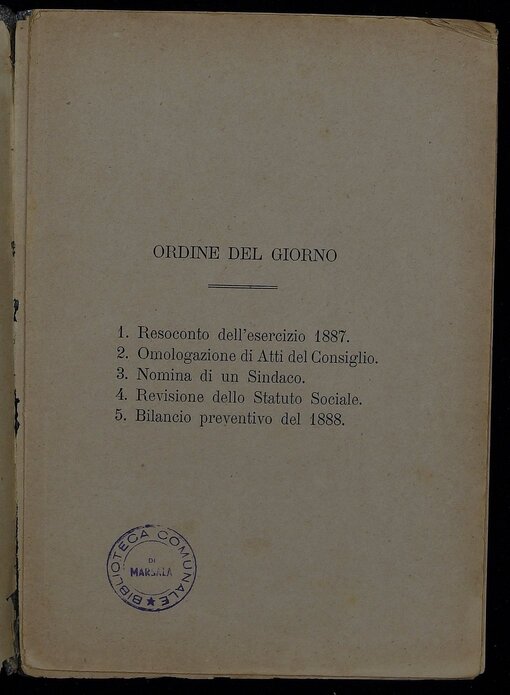 ORDINE DEL GIORNO
1. Resoconto dell'esercizio 1887.
2. Omologazione di Atti del Consiglio.
3. Nomina di un Sindaco.
4. Revisione dello Statuto Sociale.
5. Bilancio preventivo del 1888.
BIBLIOTECA COMUNALE
DI
MARSALA